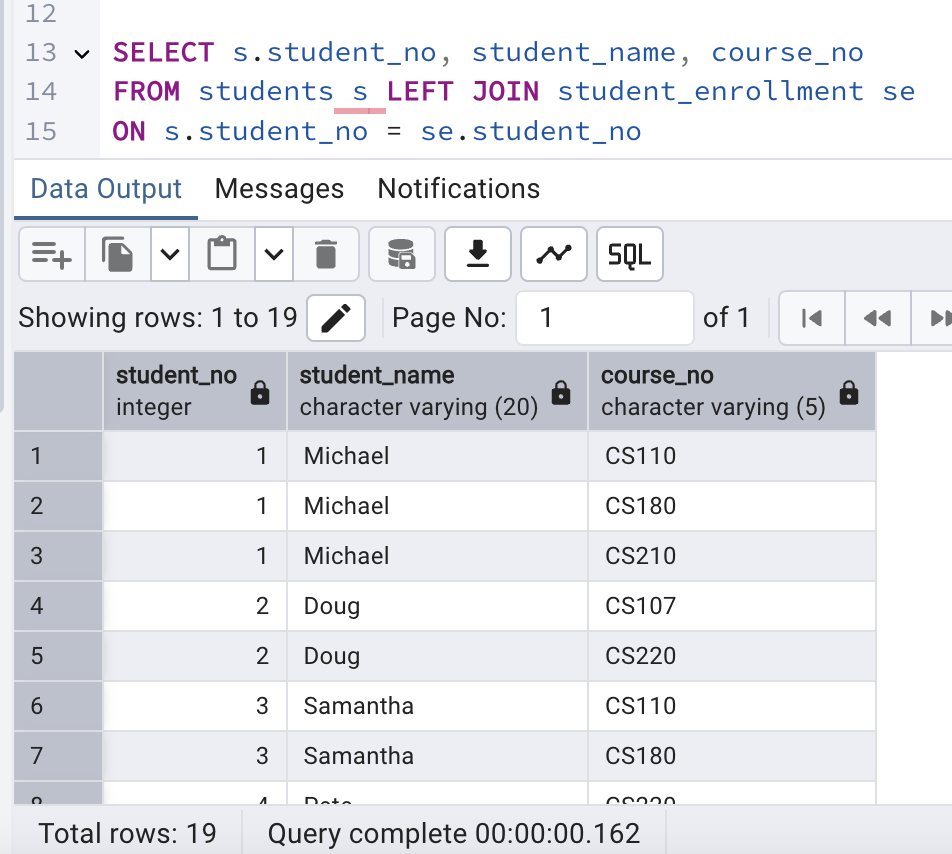 12
13 SELECT s.student_no, student_name, course_no
14 FROM students s LEFT JOIN student_enrollment se
15 ON s.student_no = se.student_no
Data Output Messages Notifications
SQL
Showing rows: 1 to 19 Page No: 1 of 1
student_no student_name course_no
integer character varying (20) character varying (5)
1 1 Michael CS110
2 1 Michael CS180
3 1 Michael CS210
4 2 Doug CS107
5 2 Doug CS220
6 3 Samantha CS110
7 3 Samantha CS180
8 4 Pete
Total rows: 19 Query complete 00:00:00.162